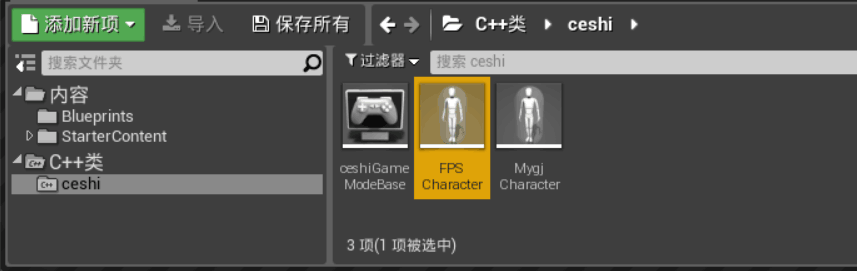 添加新项 导入 保存所有 C++类 ceshi
搜索文件夹 过滤器 搜索 ceshi
内容
Blueprints
StarterContent
C++类
ceshi
ceshiGame
ModeBase
FPS
Character
Mygj
Character
3 项(1 项被选中)